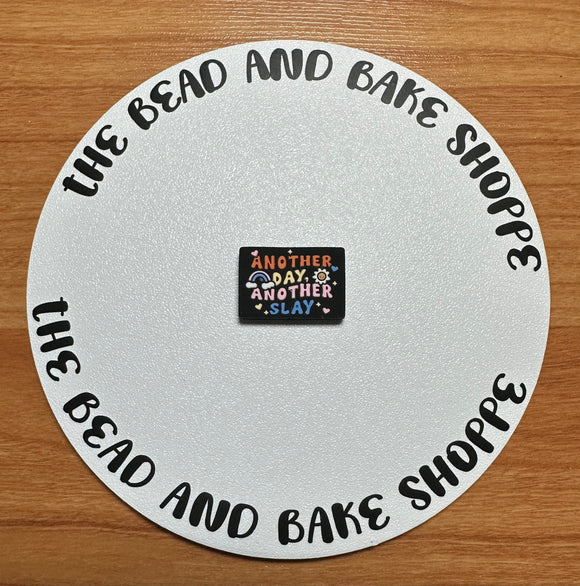 THE BEAD AND BAKE SHOPPE
ANOTHER
DAY,
ANOTHER
SLAY
THE BEAD AND BAKE SHOPPE